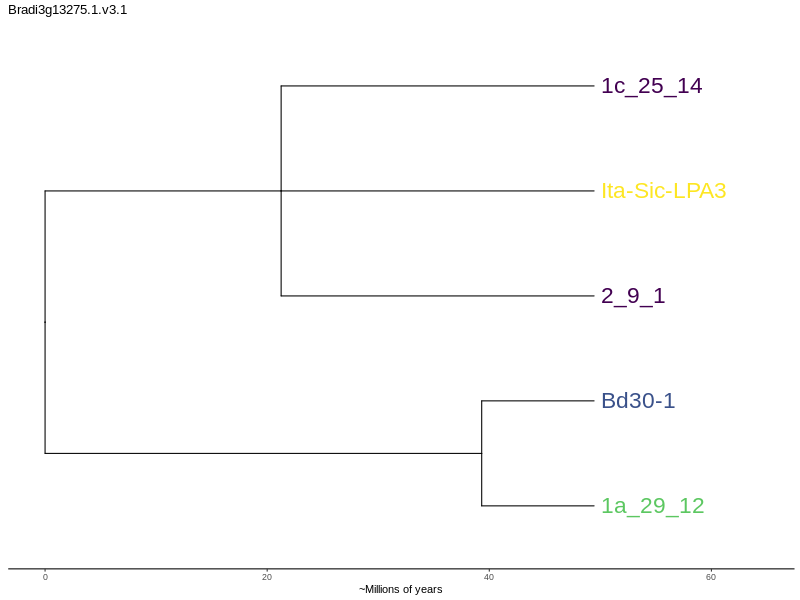 Bradi3g13275.1.v3.1
1c_25_14
Ita-Sic-LPA3
2_9_1
Bd30-1
1a_29_12
0 20 40 60
~Millions of years